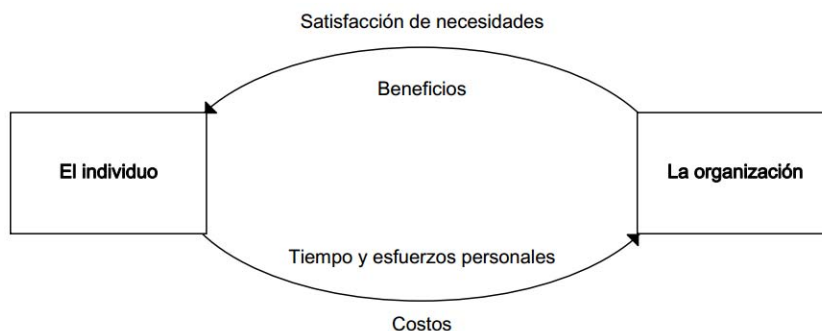 Satisfacción de necesidades
Beneficios
El individuo
La organización
Tiempo y esfuerzos personales
Costos